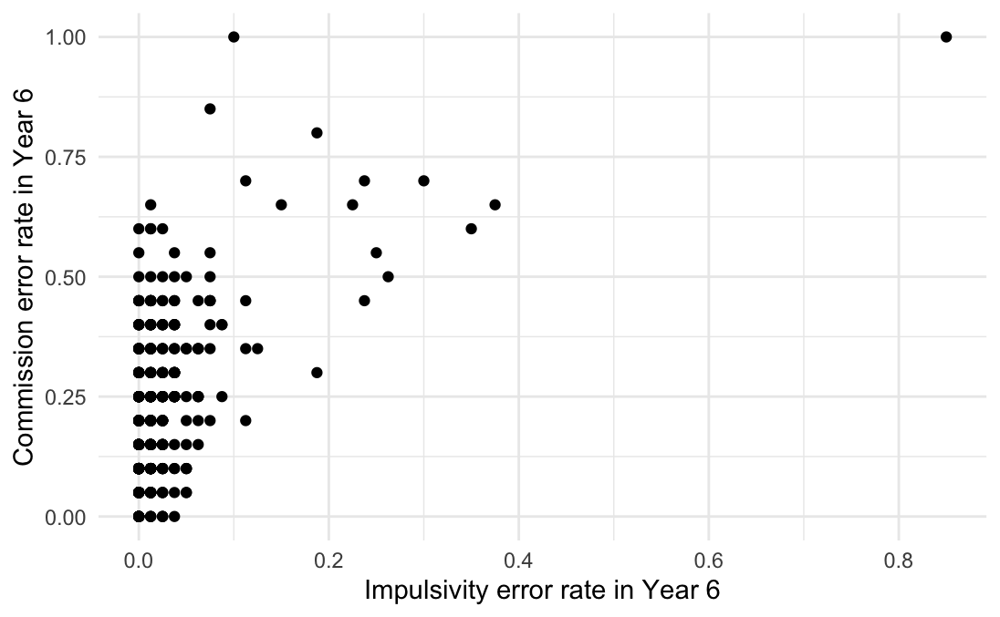 Commission error rate in Year 6
1.00
0.75
0.50
0.25
0.00
0.0 0.2 0.4 0.6 0.8
Impulsivity error rate in Year 6